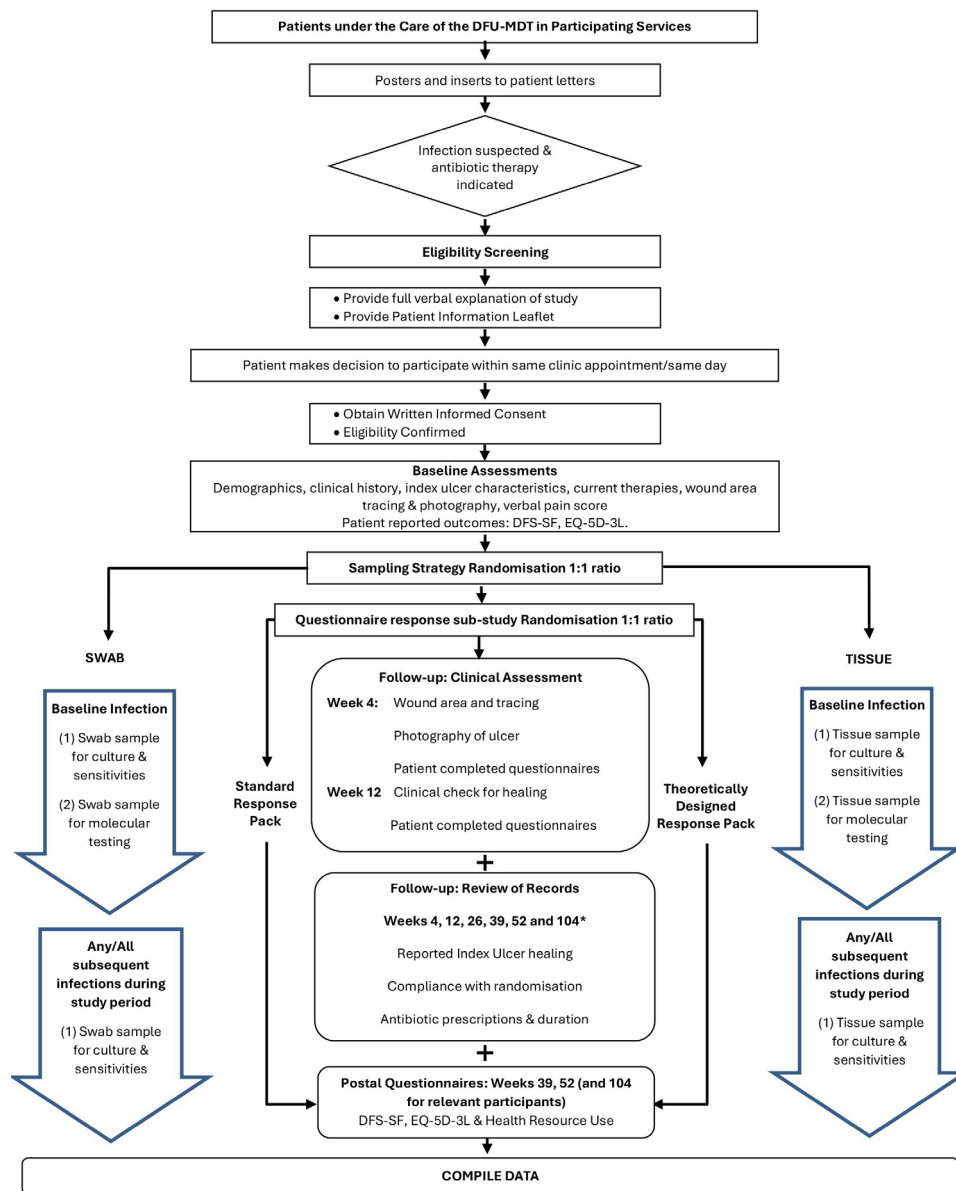 Patients under the Care of the DFU-MDT in Participating Services
Posters and inserts to patient letters
Infection suspected &
antibiotic therapy
indicated
Eligibility Screening
• Provide full verbal explanation of study
• Provide Patient Information Leaflet
Patient makes decision to participate within same clinic appointment/same day
• Obtain Written Informed Consent
• Eligibility Confirmed
Baseline Assessments
Demographics, clinical history, index ulcer characteristics, current therapies, wound area
tracing & photography, verbal pain score
Patient reported outcomes: DFS-SF, EQ-5D-3L.
Sampling Strategy Randomisation 1:1 ratio
Questionnaire response sub-study Randomisation 1:1 ratio
SWAB
Baseline Infection
(1) Swab sample
for culture &
sensitivities
(2) Swab sample
for molecular
testing
Any/All
subsequent
infections during
study period
(1) Swab sample
for culture &
sensitivities
Standard
Response
Pack
Follow-up: Clinical Assessment
Week 4: Wound area and tracing
Photography of ulcer
Patient completed questionnaires
Week 12 Clinical check for healing
Patient completed questionnaires
+
Follow-up: Review of Records
Weeks 4, 12, 26, 39, 52 and 104*
Reported Index Ulcer healing
Compliance with randomisation
Antibiotic prescriptions & duration
+
Postal Questionnaires: Weeks 39, 52 (and 104
for relevant participants)
DFS-SF, EQ-5D-3L & Health Resource Use
Theoretically
Designed
Response Pack
TISSUE
Baseline Infection
(1) Tissue sample
for culture &
sensitivities
(2) Tissue sample
for molecular
testing
Any/All
subsequent
infections during
study period
(1) Tissue sample
for culture &
sensitivities
COMPILE DATA